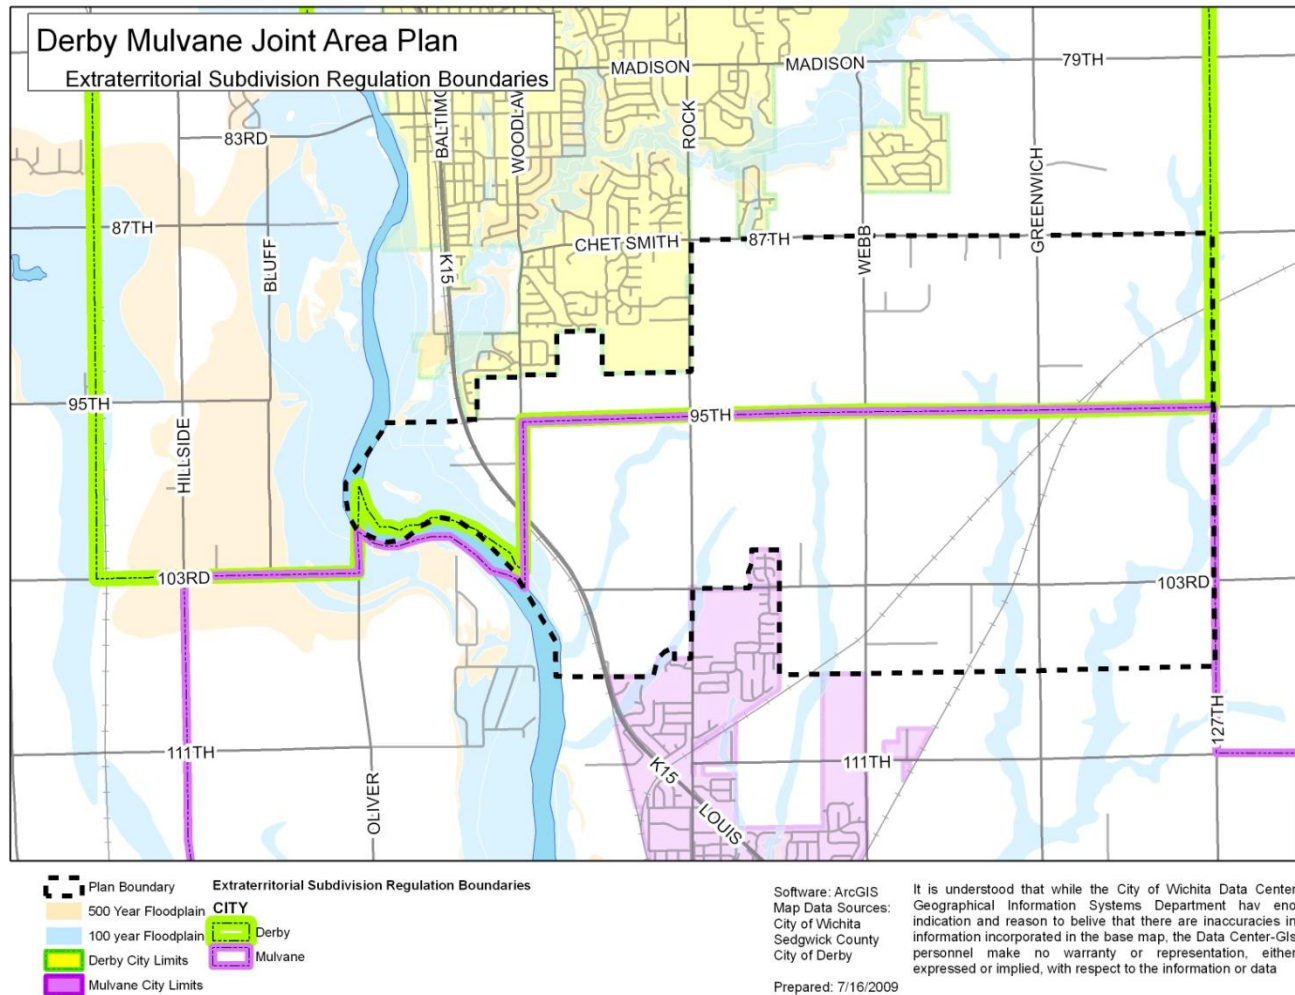 Derby Mulvane Joint Area Plan
Extraterritorial Subdivision Regulation Boundaries
MADISON
MADISON
79TH
83RD
BALTIMO
WOODLAW
ROCK
87TH
BLUFF
K15
CHET SMITH
87TH
WEBB
GREENWICH
95TH
HILLSIDE
95TH
103RD
103RD
111TH
OLIVER
K15
LOUIS
111TH
127TH
Plan Boundary
500 Year Floodplain
100 year Floodplain
Derby City Limits
Mulvane City Limits
Extraterritorial Subdivision Regulation Boundaries
CITY
Derby
Mulvane
Software: ArcGIS
Map Data Sources:
City of Wichita
Sedgwick County
City of Derby
Prepared: 7/16/2009
It is understood that while the City of Wichita Data Center
Geographical Information Systems Department hav eno
indication and reason to belive that there are inaccuracies in
information incorporated in the base map, the Data Center-GIs
personnel make no warranty or representation, either
expressed or implied, with respect to the information or data